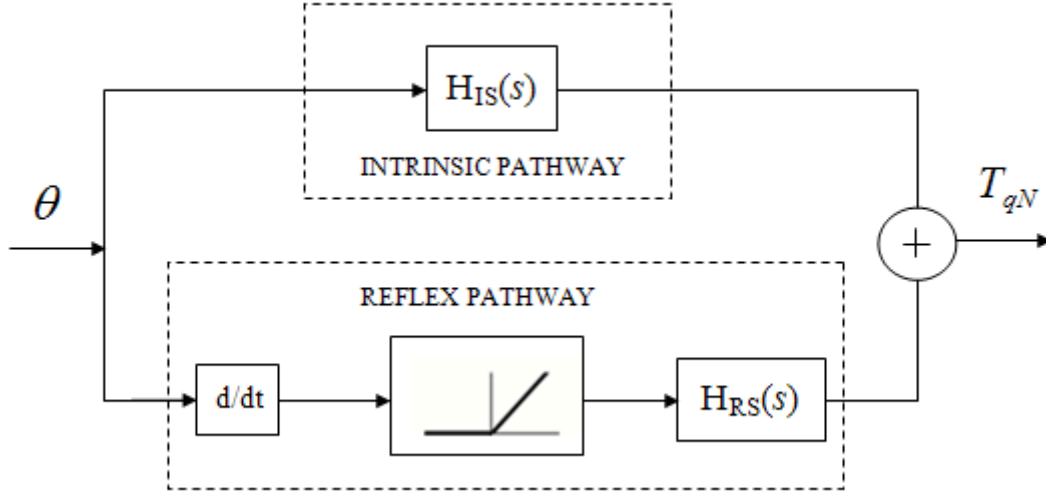 H_IS(s)
INTRINSIC PATHWAY
θ
T_qN
+
REFLEX PATHWAY
d/dt
H_RS(s)